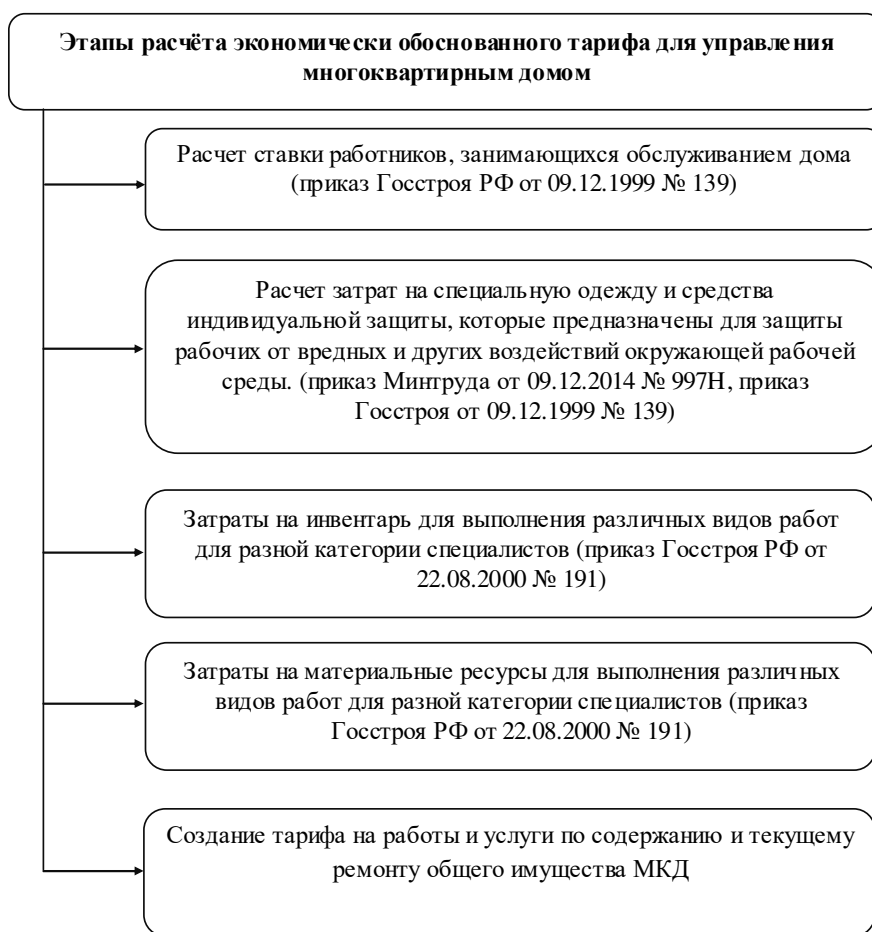 Этапы расчёта экономически обоснованного тарифа для управления
многоквартирным домом
Расчет ставки работников, занимающихся обслуживанием дома
(приказ Госстроя РФ от 09.12.1999 № 139)
Расчет затрат на специальную одежду и средства
индивидуальной защиты, которые предназначены для защиты
рабочих от вредных и других воздействий окружающей рабочей
среды. (приказ Минтруда от 09.12.2014 № 997Н, приказ
Госстроя от 09.12.1999 № 139)
Затраты на инвентарь для выполнения различных видов работ
для разной категории специалистов (приказ Госстроя РФ от
22.08.2000 № 191)
Затраты на материальные ресурсы для выполнения различных
видов работ для разной категории специалистов (приказ
Госстроя РФ от 22.08.2000 № 191)
Создание тарифа на работы и услуги по содержанию и текущему
ремонту общего имущества МКД